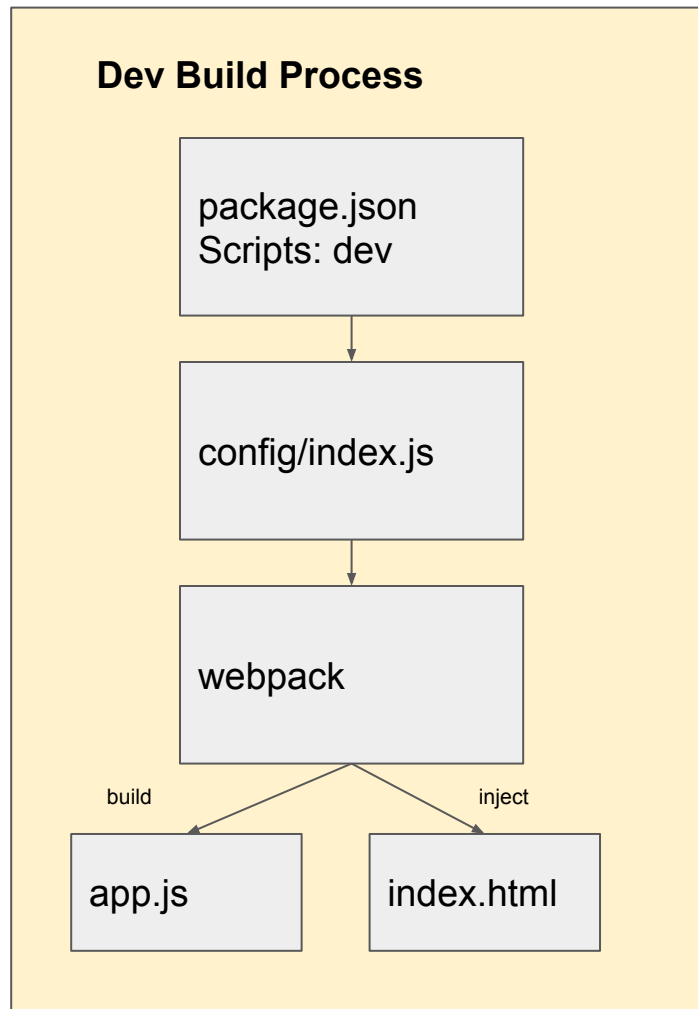 Dev Build Process
package.json
Scripts: dev
config/index.js
webpack
build
inject
app.js
index.html